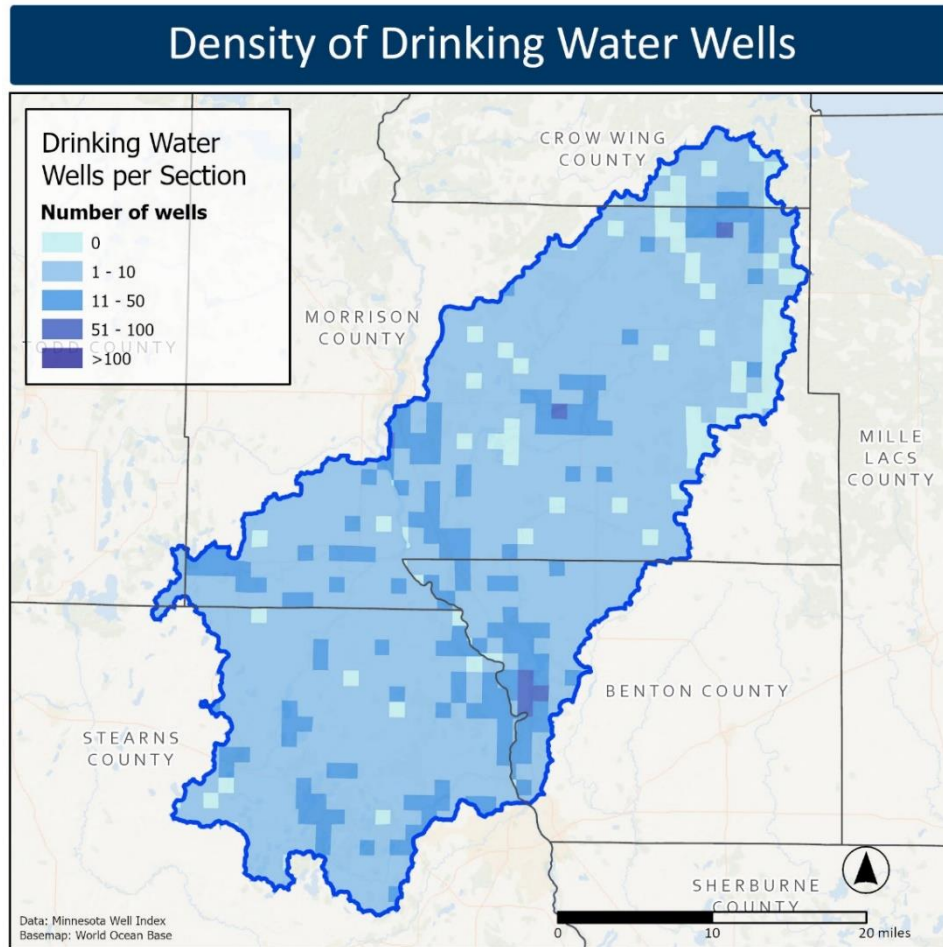 Density of Drinking Water Wells
Drinking Water
Wells per Section
Number of wells
0
1 - 10
11 - 50
51 - 100
>100
TODD COUNTY
CROW WING
COUNTY
MORRISON
COUNTY
MILLE
LACS
COUNTY
BENTON COUNTY
STEARNS
COUNTY
SHERBURNE
COUNTY
Data: Minnesota Well Index
Basemap: World Ocean Base
0 10 20 miles